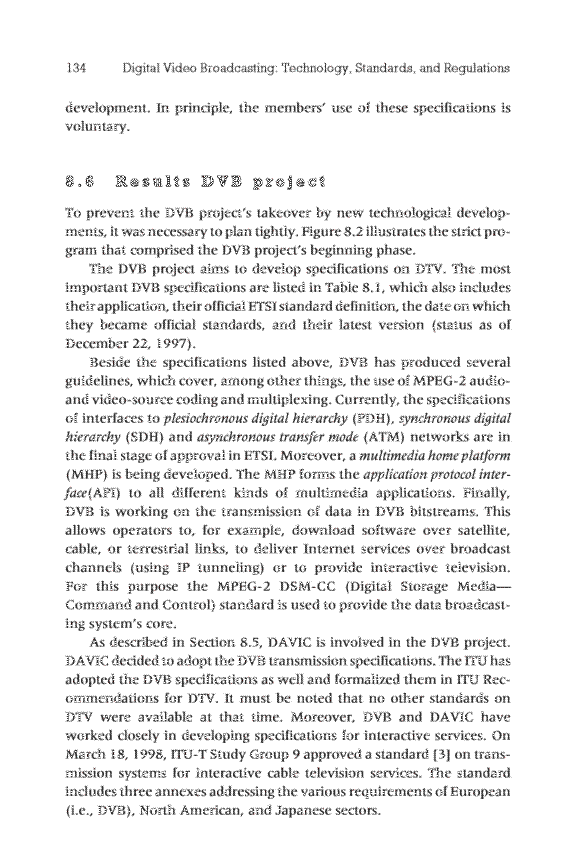 134 Digital Video Broadcasting: Technology, Standards, and Regulations
development. In principle, the members' use of these specifications is
voluntary.
8.6 Results DVB project
To prevent the DVB project's takeover by new technological develop-
ments, it was necessary to plan tightly. Figure 8.2 illustrates the strict pro-
gram that comprised the DVB project's beginning phase.
The DVB project aims to develop specifications on DTV. The most
important DVB specifications are listed in Table 8.1, which also includes
their application, their official ETSI standard definition, the date on which
they became official standards, and their latest version (status as of
December 22, 1997).
Beside the specifications listed above, DVB has produced several
guidelines, which cover, among other things, the use of MPEG-2 audio-
and video-source coding and multiplexing. Currently, the specifications
of interfaces to plesiochronous digital hierarchy (PDH), synchronous digital
hierarchy (SDH) and asynchronous transfer mode (ATM) networks are in
the final stage of approval in ETSI. Moreover, a multimedia home platform
(MHP) is being developed. The MHP forms the application protocol inter-
face(API) to all different kinds of multimedia applications. Finally,
DVB is working on the transmission of data in DVB bitstreams. This
allows operators to, for example, download software over satellite,
cable, or terrestrial links, to deliver Internet services over broadcast
channels (using IP tunneling) or to provide interactive television.
For this purpose the MPEG-2 DSM-CC (Digital Storage Media—
Command and Control) standard is used to provide the data broadcast-
ing system's core.
As described in Section 8.5, DAVIC is involved in the DVB project.
DAVIC decided to adopt the DVB transmission specifications. The ITU has
adopted the DVB specifications as well and formalized them in ITU Rec-
ommendations for DTV. It must be noted that no other standards on
DTV were available at that time. Moreover, DVB and DAVIC have
worked closely in developing specifications for interactive services. On
March 18, 1998, ITU-T Study Group 9 approved a standard [3] on trans-
mission systems for interactive cable television services. The standard
includes three annexes addressing the various requirements of European
(i.e., DVB), North American, and Japanese sectors.